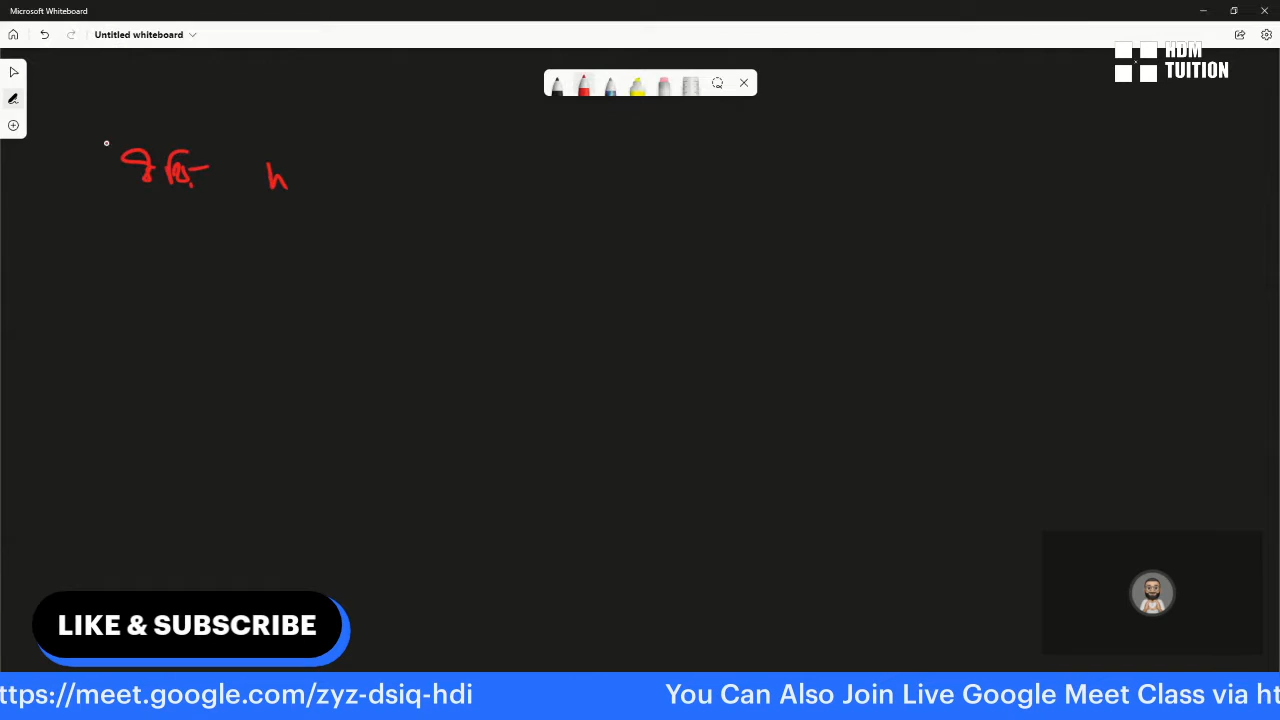 Microsoft Whiteboard
Untitled whiteboard
HDM
TUITION
h
LIKE & SUBSCRIBE
ttps://meet.google.com/zyz-dsiq-hdi You Can Also Join Live Google Meet Class via ht